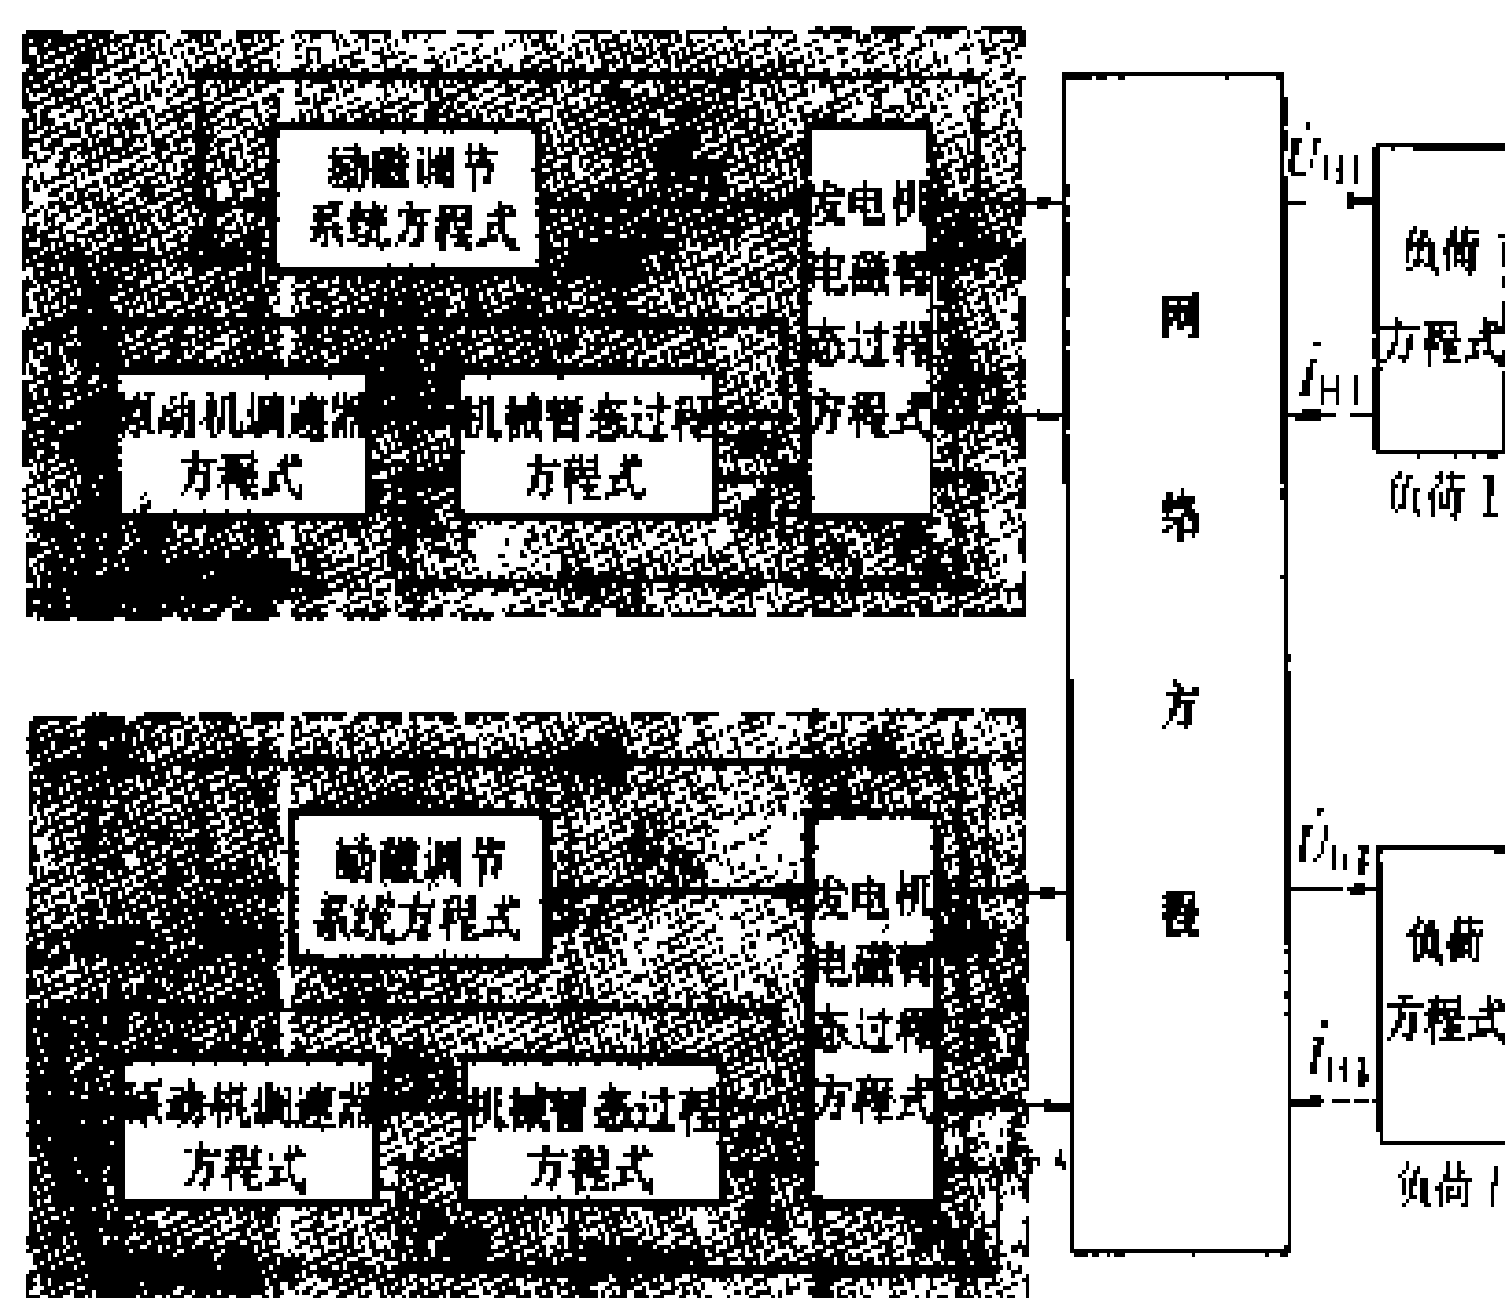 励磁调节
系统方程式
发电机
电磁暂
态过程
方程式
原动机调速器
方程式
机械暂态过程
方程式
网
络
方
程
负荷
方程式
负荷 1
励磁调节
系统方程式
发电机
电磁暂
态过程
方程式
原动机调速器
方程式
机械暂态过程
方程式
负荷
方程式
负荷